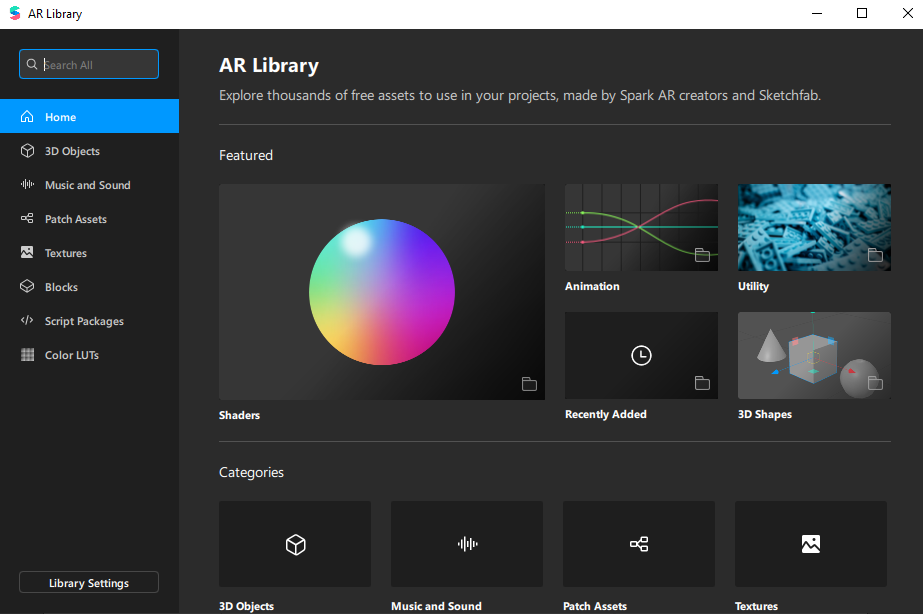 AR Library
Search All
Home
3D Objects
Music and Sound
Patch Assets
Textures
Blocks
Script Packages
Color LUTs
Library Settings
AR Library
Explore thousands of free assets to use in your projects, made by Spark AR creators and Sketchfab.
Featured
Shaders
Animation
Utility
Recently Added
3D Shapes
Categories
3D Objects
Music and Sound
Patch Assets
Textures